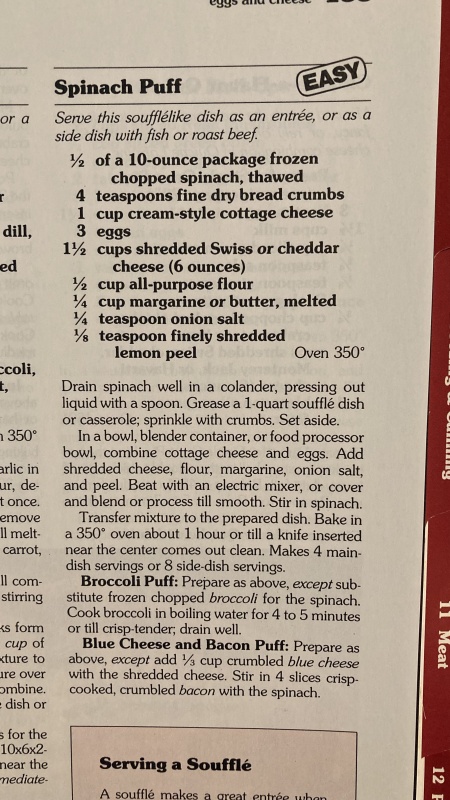 eggs and cheese
Spinach Puff
EASY
Serve this soufflélike dish as an entrée, or as a
side dish with fish or roast beef.
½ of a 10-ounce package frozen
chopped spinach, thawed
4 teaspoons fine dry bread crumbs
1 cup cream-style cottage cheese
3 eggs
1½ cups shredded Swiss or cheddar
cheese (6 ounces)
½ cup all-purpose flour
¼ cup margarine or butter, melted
¼ teaspoon onion salt
⅛ teaspoon finely shredded
lemon peel Oven 350°
Drain spinach well in a colander, pressing out
liquid with a spoon. Grease a 1-quart soufflé dish
or casserole; sprinkle with crumbs. Set aside.
In a bowl, blender container, or food processor
bowl, combine cottage cheese and eggs. Add
shredded cheese, flour, margarine, onion salt,
and peel. Beat with an electric mixer, or cover
and blend or process till smooth. Stir in spinach.
Transfer mixture to the prepared dish. Bake in
a 350° oven about 1 hour or till a knife inserted
near the center comes out clean. Makes 4 main-
dish servings or 8 side-dish servings.
Broccoli Puff: Prepare as above, except sub-
stitute frozen chopped broccoli for the spinach.
Cook broccoli in boiling water for 4 to 5 minutes
or till crisp-tender; drain well.
Blue Cheese and Bacon Puff: Prepare as
above, except add ⅓ cup crumbled blue cheese
with the shredded cheese. Stir in 4 slices crisp-
cooked, crumbled bacon with the spinach.
Serving a Soufflé
A soufflé makes a great entrée when
or a
dill,
350°
arlic in
ur, de-
t once.
emove
ll melt-
carrot,
ll com-
stirring
ks form
cup of
xture to
ure over
ombine.
dish or
s for the
10x6x2-
near the
mediate-
11 Meat
12